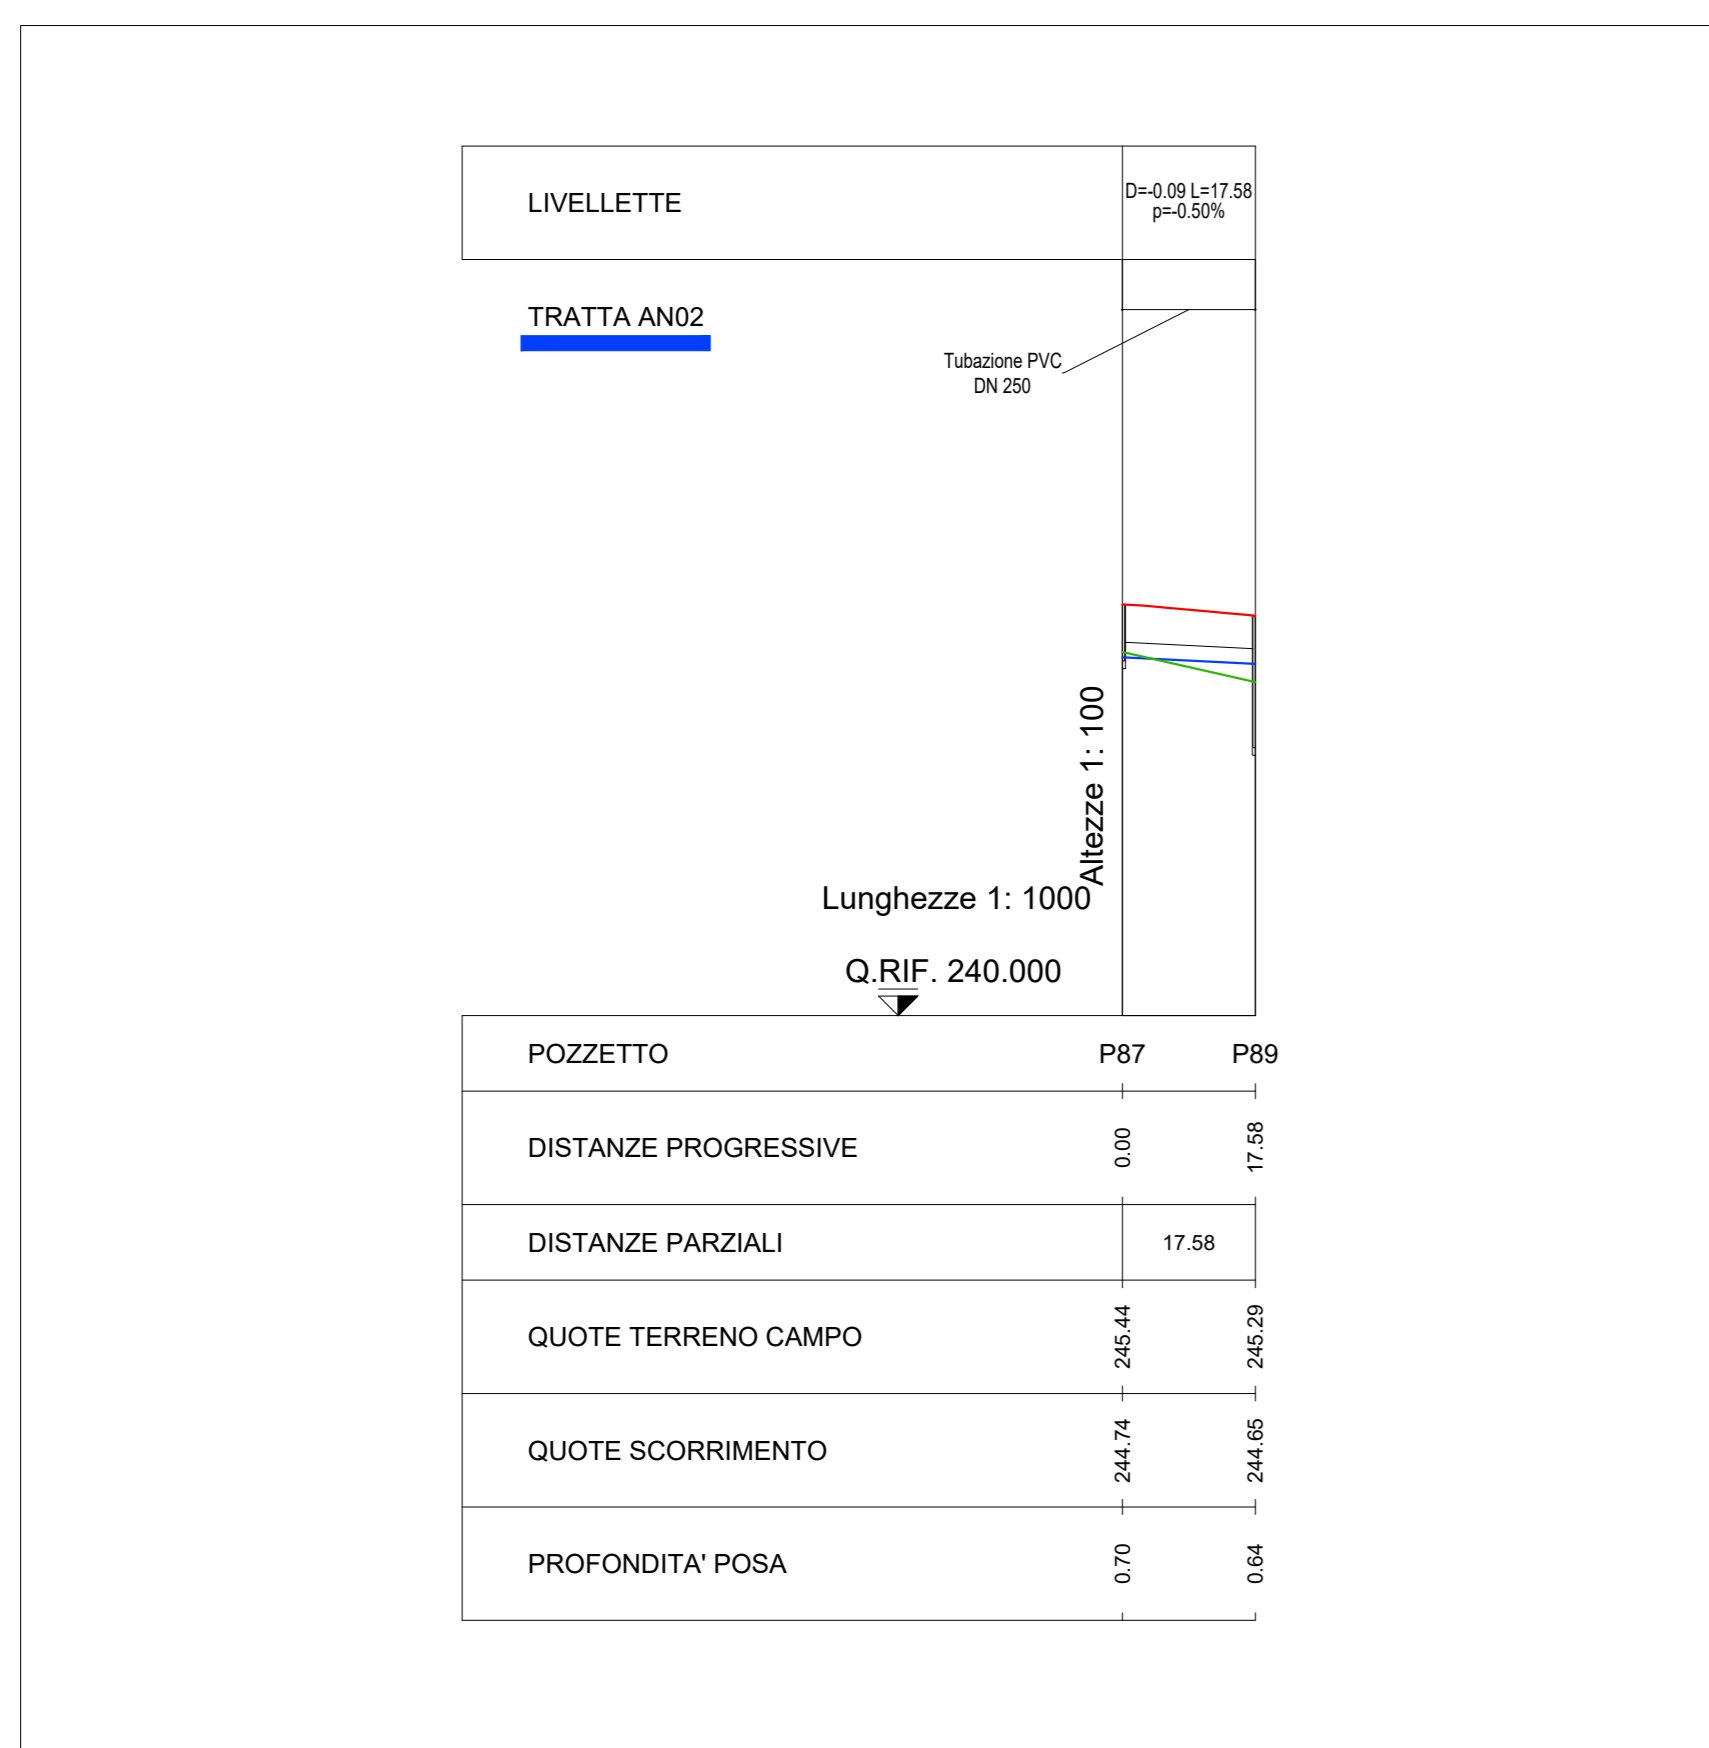 LIVELLETTE
D=-0.09 L=17.58
p=-0.50%
TRATTA AN02
Tubazione PVC
DN 250
Altezze 1: 100
Lunghezze 1: 1000
Q.RIF. 240.000
POZZETTO P87 P89
DISTANZE PROGRESSIVE 0.00 17.58
DISTANZE PARZIALI 17.58
QUOTE TERRENO CAMPO 245.44 245.29
QUOTE SCORRIMENTO 244.74 244.65
PROFONDITA' POSA 0.70 0.64